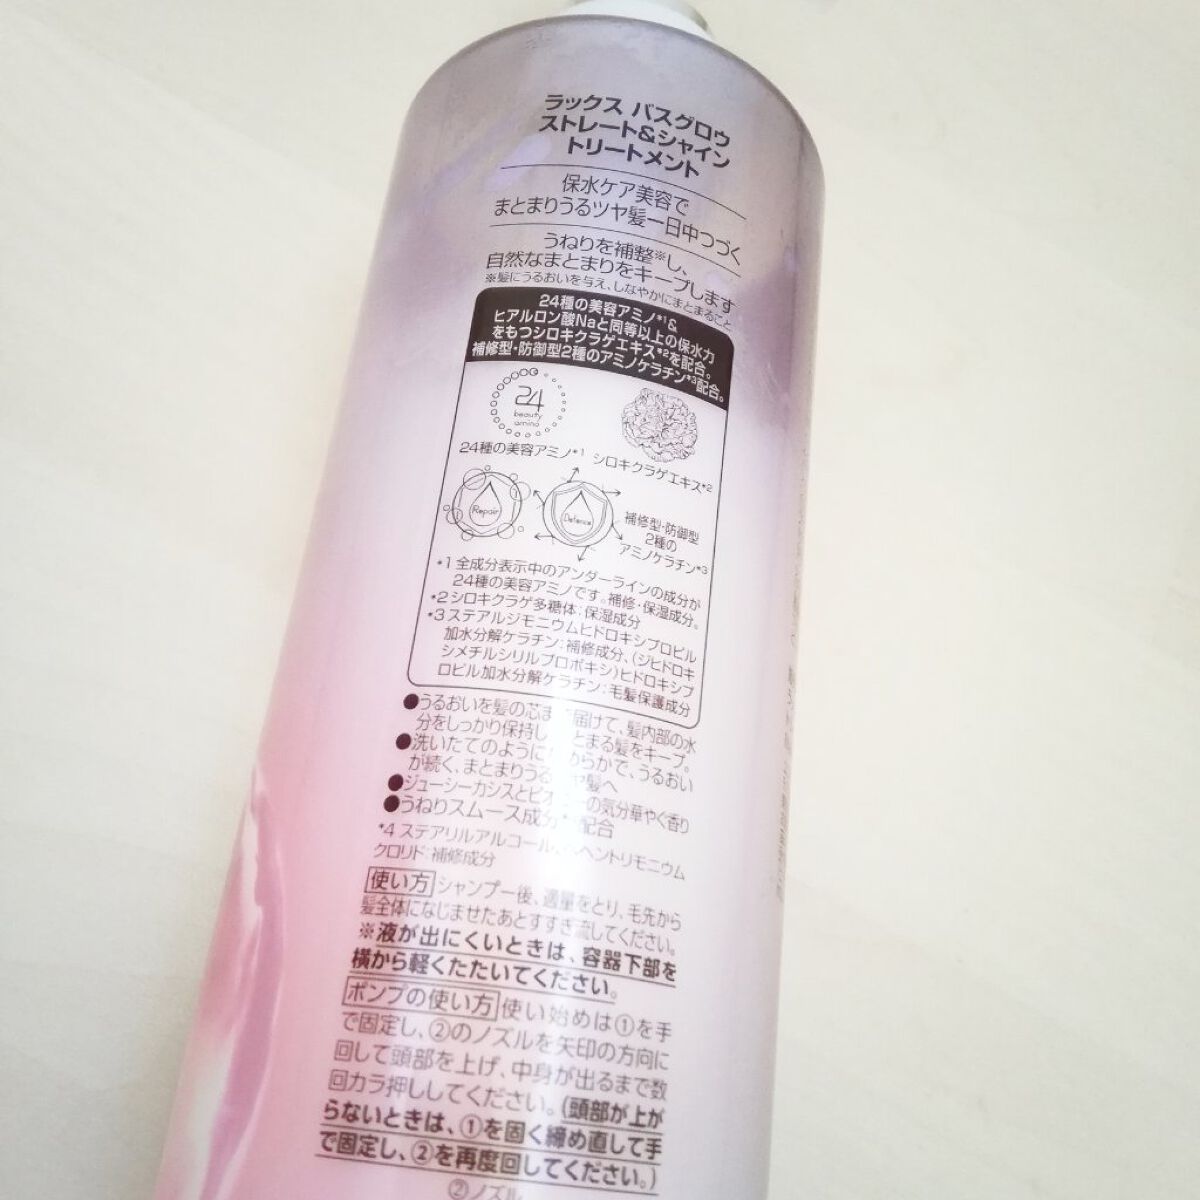 ラックス バスグロウ
ストレート&シャイン
トリートメント
保水ケア美容で
まとまりうるツヤ髪一日中つづく
うねりを補整※し、
自然なまとまりをキープします
※髪にうるおいを与え、しなやかにまとまること
24種の美容アミノ*1&
ヒアルロン酸Naと同等以上の保水力
をもつシロキクラゲエキス*2を配合。
補修型・防御型2種のアミノケラチン*3配合。
24
beauty
amino
24種の美容アミノ*1 シロキクラゲエキス*2
Repair
Defence
補修型・防御型
2種の
アミノケラチン*3
*1 全成分表示中のアンダーラインの成分が
24種の美容アミノです。補修・保湿成分。
*2 シロキクラゲ多糖体:保湿成分
*3 ステアルジモニウムヒドロキシプロピル
加水分解ケラチン:補修成分、(ジヒドロキ
シメチルシリルプロポキシ)ヒドロキシプ
ロピル加水分解ケラチン:毛髪保護成分
●うるおいを髪の芯ま 届けて、髪内部の水
分をしっかり保持し とまる髪をキープ。
●洗いたてのように めらかで、うるおい
が続く、まとまりうる ヤ髪へ
●ジューシーカシスとピオ の気分華やぐ香り
●うねりスムース成分 配合
*4 ステアリルアルコール、ベヘントリモニウム
クロリド:補修成分
使い方 シャンプー後、適量をとり、毛先から
髪全体になじませたあとすすぎ流してください。
※液が出にくいときは、容器下部を
横から軽くたたいてください。
ポンプの使い方 使い始めは①を手
で固定し、②のノズルを矢印の方向に
回して頭部を上げ、中身が出るまで数
回カラ押ししてください。(頭部が上が
らないときは、①を固く締め直して手
で固定し、②を再度回してください。)
②ノズル